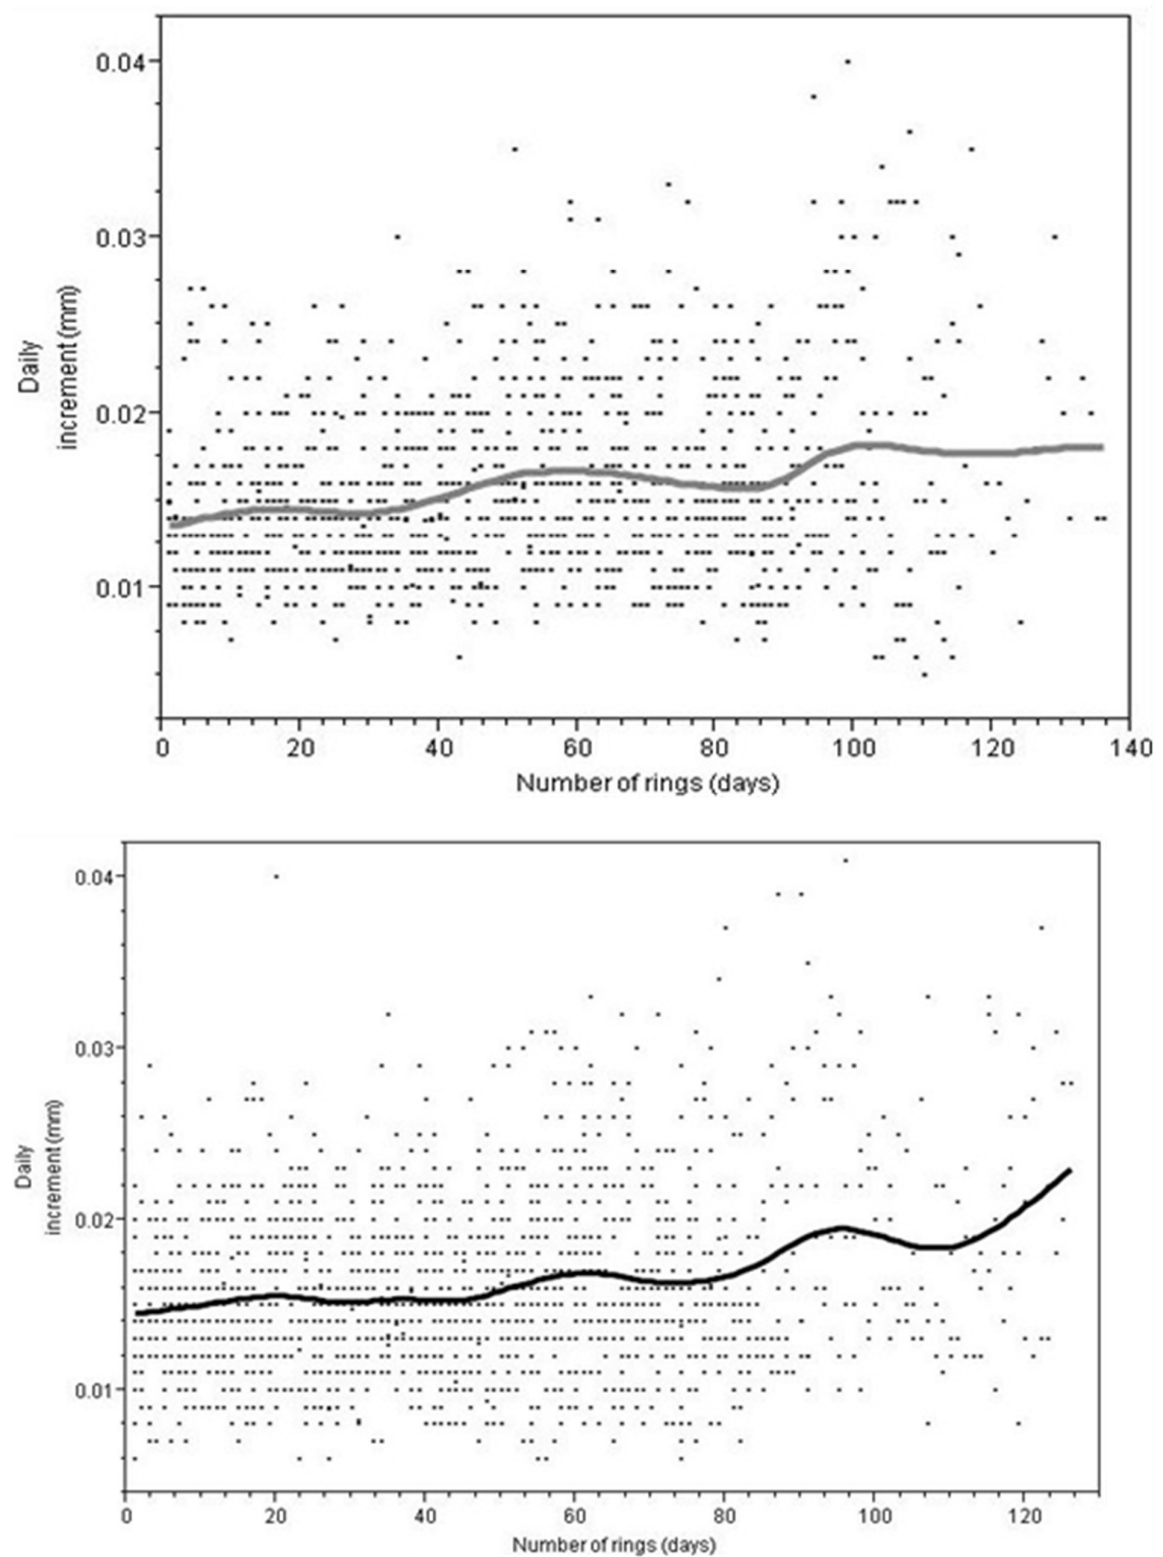 0.04
0.03
0.02
0.01
Daily
increment (mm)
0 20 40 60 80 100 120 140
Number of rings (days)
0.04
0.03
0.02
0.01
Daily
increment (mm)
0 20 40 60 80 100 120
Number of rings (days)